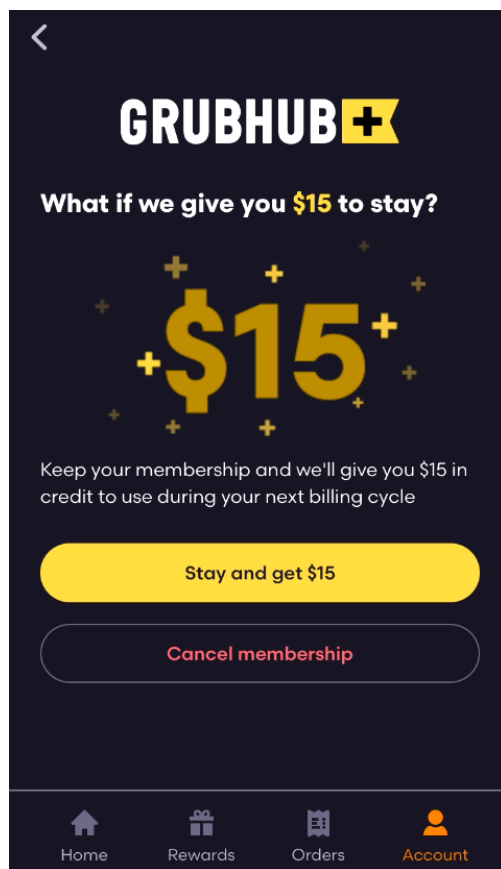 GRUBHUB+
What if we give you $15 to stay?
$15
Keep your membership and we'll give you $15 in
credit to use during your next billing cycle
Stay and get $15
Cancel membership
Home Rewards Orders Account